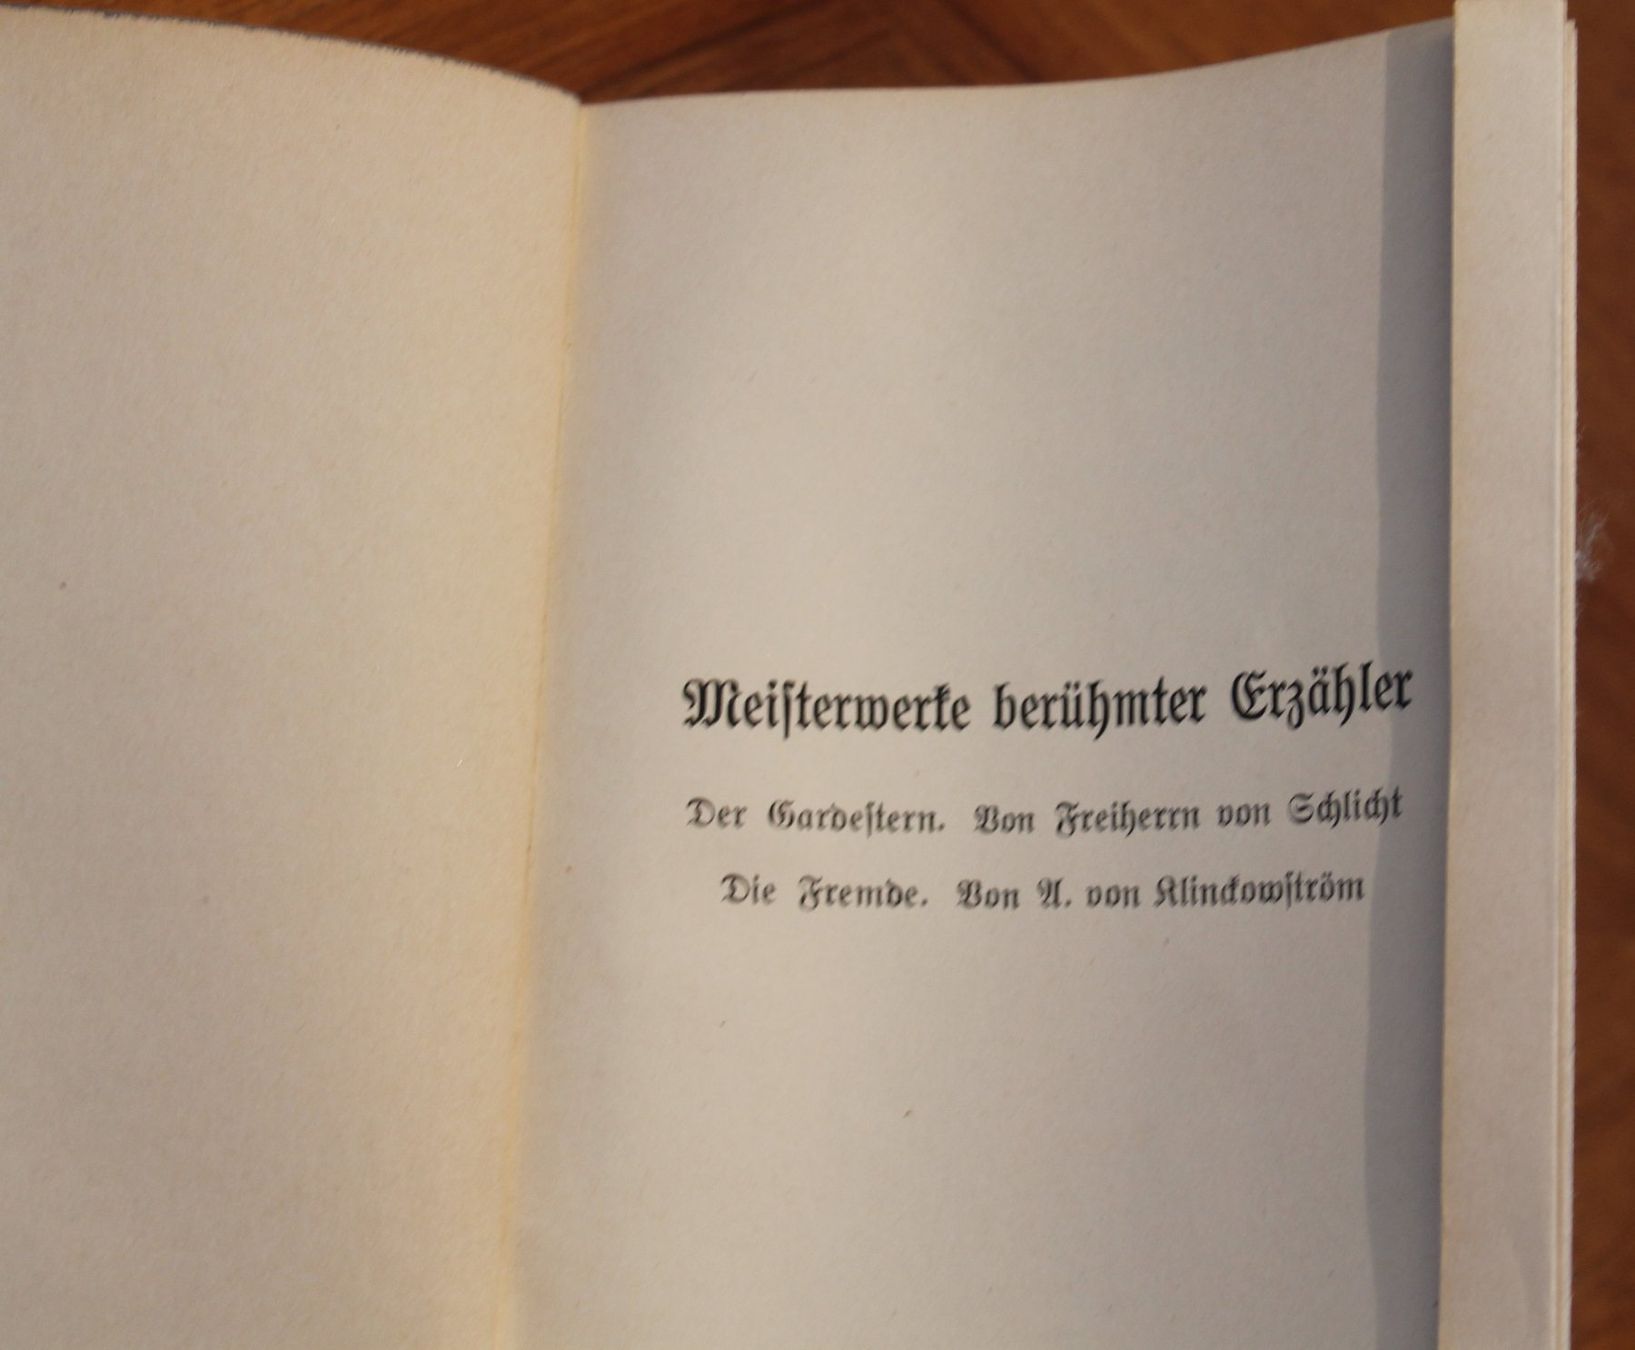 Meiſterwerke berühmter Erzähler
Der Gardeſtern. Von Freiherrn von Schlicht
Die Fremde. Von A. von Klinckowſtröm